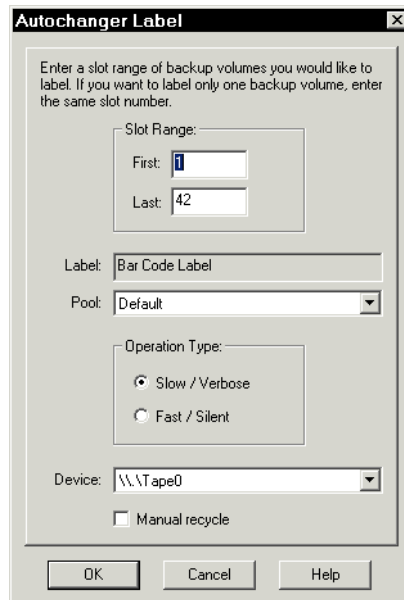 Autochanger Label
Enter a slot range of backup volumes you would like to
label. If you want to label only one backup volume, enter
the same slot number.
Slot Range:
First: 1
Last: 42
Label: Bar Code Label
Pool: Default
Operation Type:
Slow / Verbose
Fast / Silent
Device: \\.\Tape0
Manual recycle
OK Cancel Help